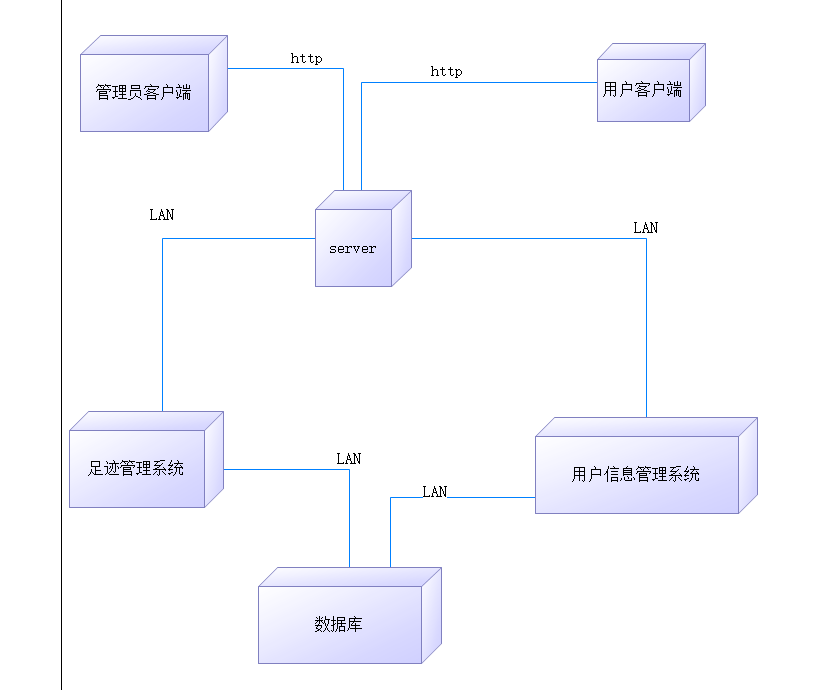 http
http
管理员客户端
用户客户端
LAN
LAN
server
LAN
足迹管理系统
用户信息管理系统
LAN
数据库